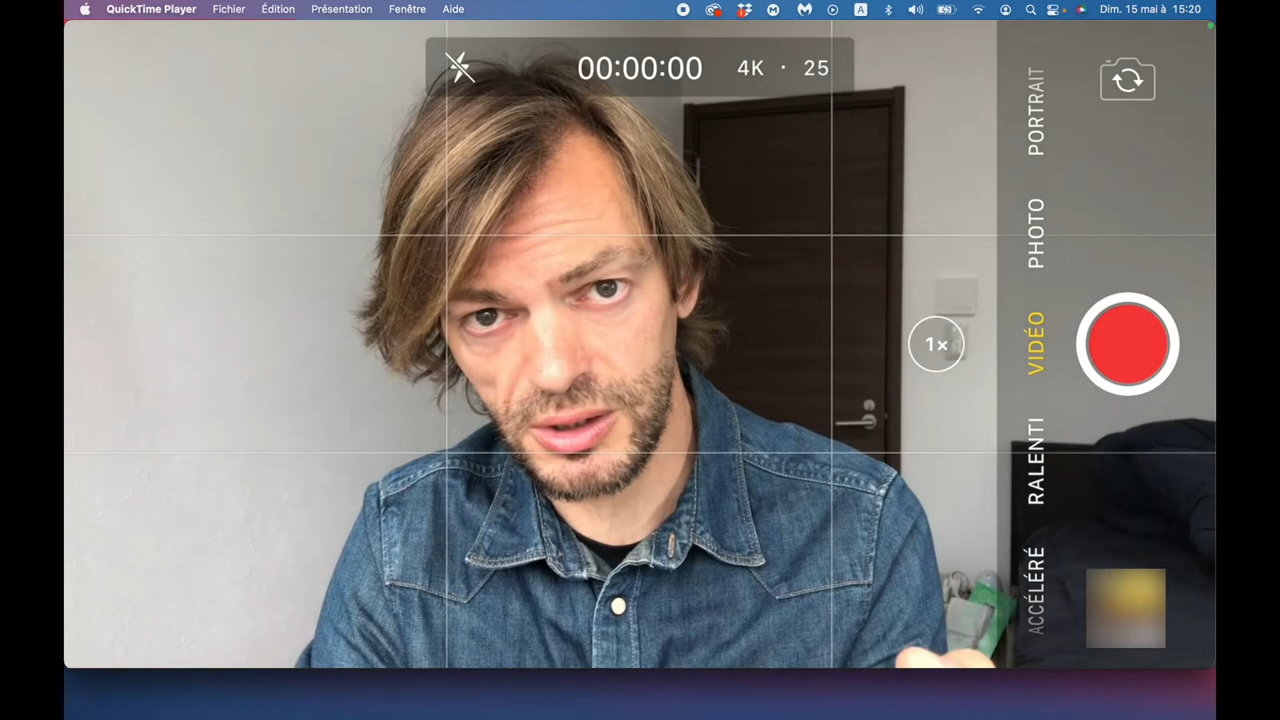 QuickTime Player Fichier Édition Présentation Fenêtre Aide A Dim. 15 mai à 15:20
00:00:00 4K · 25
PORTRAIT
PHOTO
1×
VIDÉO
RALENTI
ACCÉLÉRÉ